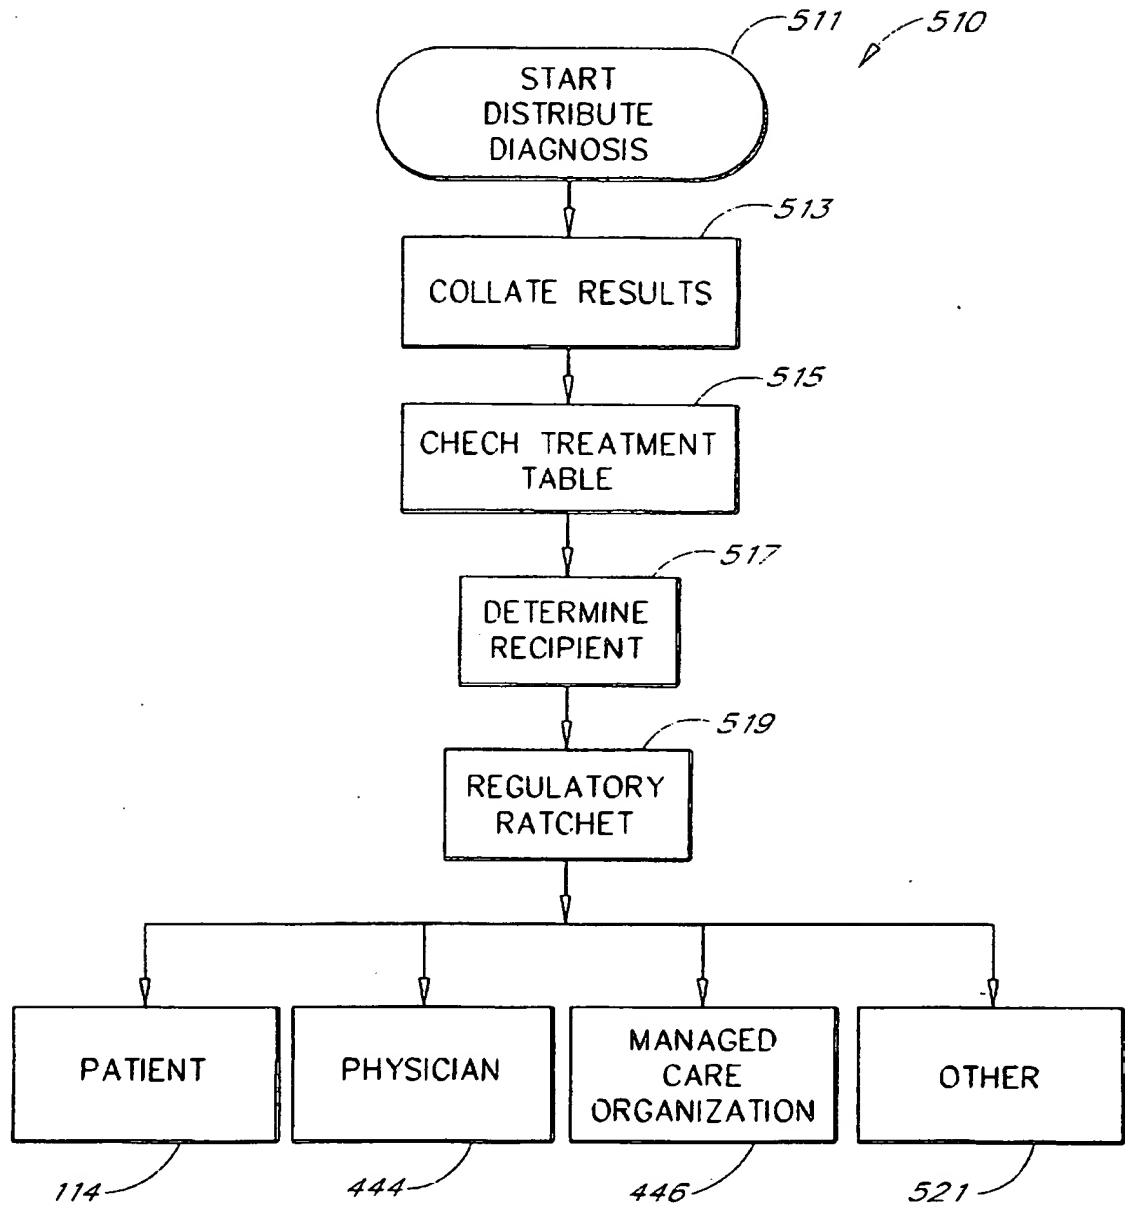 511
510
START
DISTRIBUTE
DIAGNOSIS
513
COLLATE RESULTS
515
CHECH TREATMENT
TABLE
517
DETERMINE
RECIPIENT
519
REGULATORY
RATCHET
PATIENT
PHYSICIAN
MANAGED
CARE
ORGANIZATION
OTHER
114
444
446
521